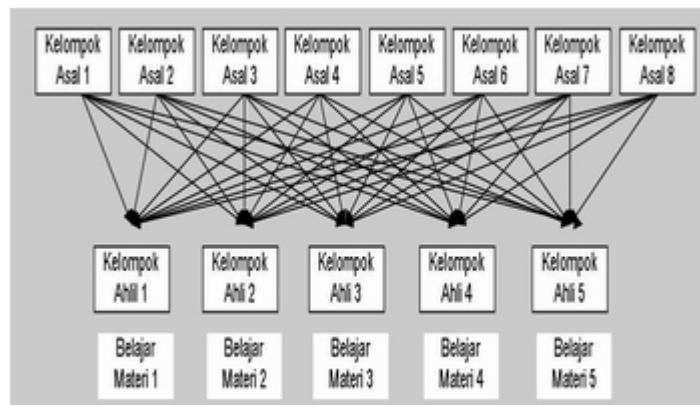 Kelompok
Asal 1
Kelompok
Asal 2
Kelompok
Asal 3
Kelompok
Asal 4
Kelompok
Asal 5
Kelompok
Asal 6
Kelompok
Asal 7
Kelompok
Asal 8
Kelompok
Ahlil 1
Kelompok
Ahli 2
Kelompok
Ahli 3
Kelompok
Ahli 4
Kelompok
Ahli 5
Belajar
Materi 1
Belajar
Materi 2
Belajar
Materi 3
Belajar
Materi 4
Belajar
Materi 5